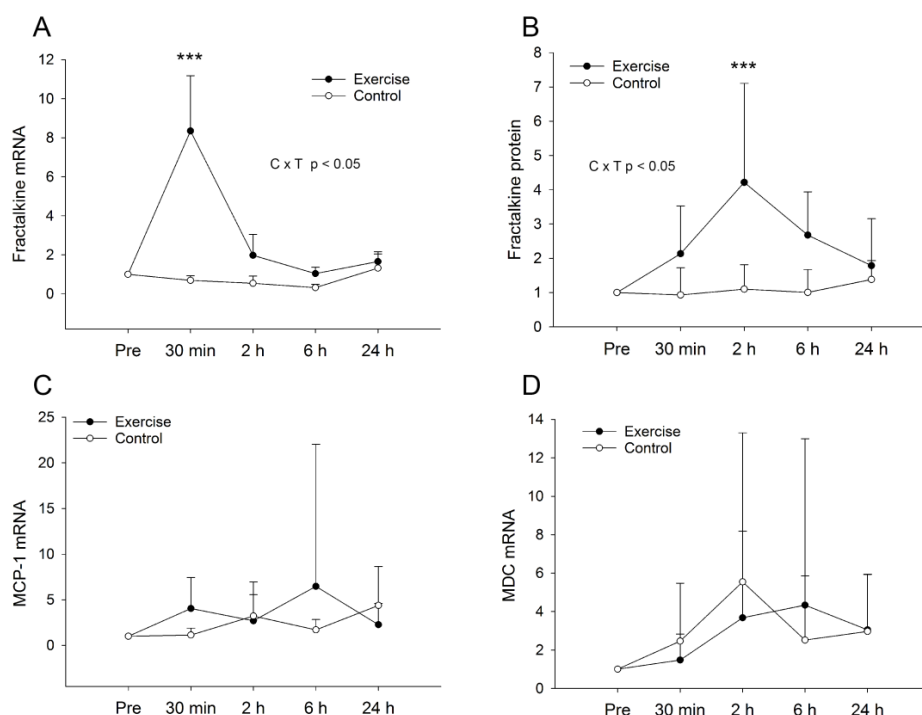 A
Fractalkine mRNA
12
10
8
6
4
2
0
***
Exercise
Control
C x T p < 0.05
Pre 30 min 2 h 6 h 24 h
B
Fractalkine protein
8
7
6
5
4
3
2
1
0
***
Exercise
Control
C x T p < 0.05
Pre 30 min 2 h 6 h 24 h
C
MCP-1 mRNA
25
20
15
10
5
0
Exercise
Control
Pre 30 min 2 h 6 h 24 h
D
MDC mRNA
14
12
10
8
6
4
2
0
Exercise
Control
Pre 30 min 2 h 6 h 24 h